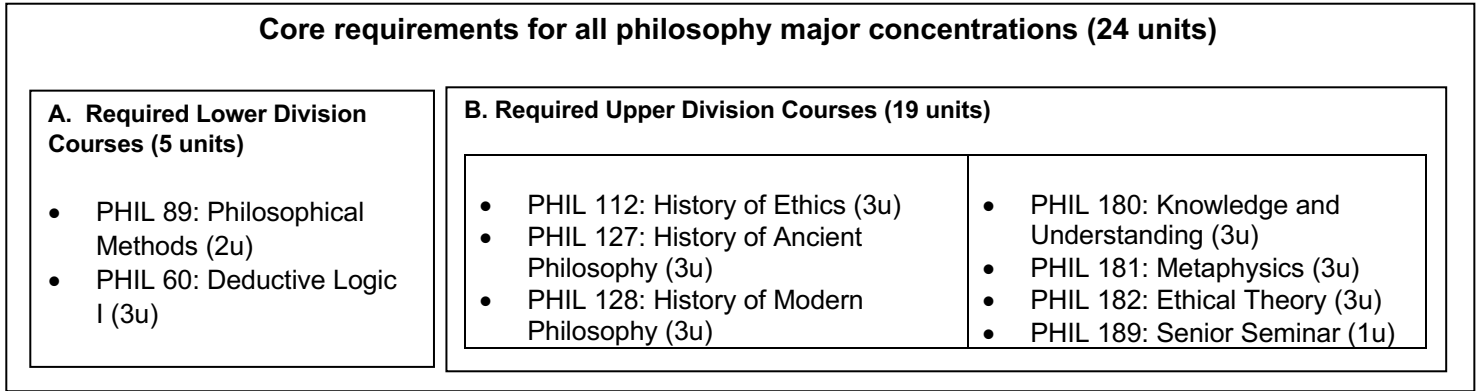 Core requirements for all philosophy major concentrations (24 units)
A. Required Lower Division
Courses (5 units)
• PHIL 89: Philosophical
Methods (2u)
• PHIL 60: Deductive Logic
I (3u)
B. Required Upper Division Courses (19 units)
• PHIL 112: History of Ethics (3u)
• PHIL 127: History of Ancient
Philosophy (3u)
• PHIL 128: History of Modern
Philosophy (3u)
• PHIL 180: Knowledge and
Understanding (3u)
• PHIL 181: Metaphysics (3u)
• PHIL 182: Ethical Theory (3u)
• PHIL 189: Senior Seminar (1u)